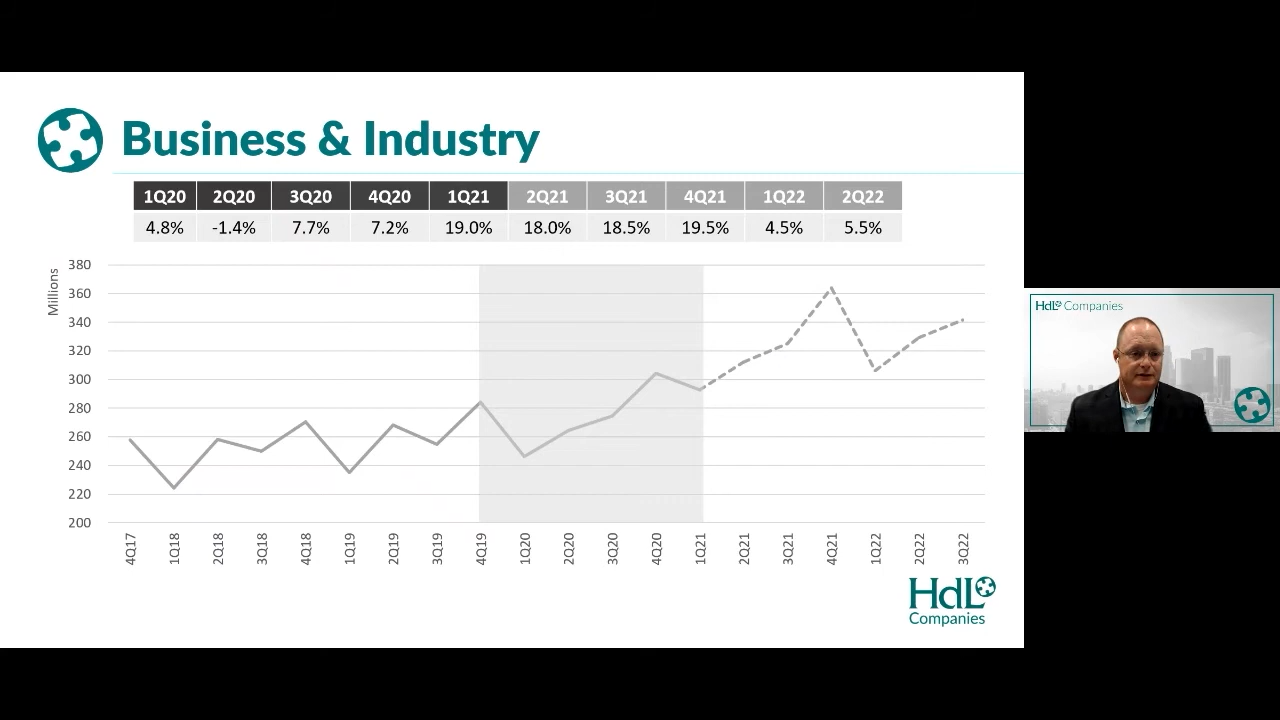 Business & Industry
1Q20 2Q20 3Q20 4Q20 1Q21 2Q21 3Q21 4Q21 1Q22 2Q22
4.8% -1.4% 7.7% 7.2% 19.0% 18.0% 18.5% 19.5% 4.5% 5.5%
Millions
380
360
340
320
300
280
260
240
220
200
4Q17 1Q18 2Q18 3Q18 4Q18 1Q19 2Q19 3Q19 4Q19 1Q20 2Q20 3Q20 4Q20 1Q21 2Q21 3Q21 4Q21 1Q22 2Q22 3Q22
HdL
Companies
HdL Companies